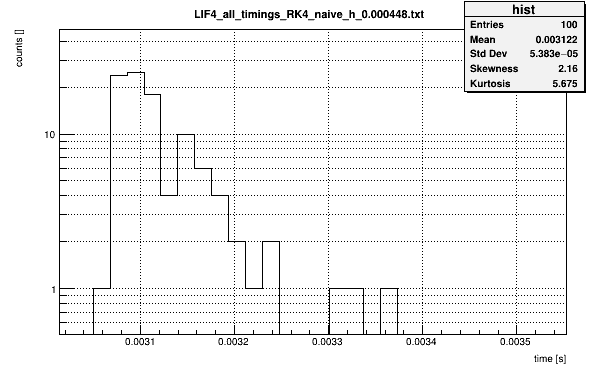 LIF4_all_timings_RK4_naive_h_0.000448.txt
hist
Entries 100
Mean 0.003122
Std Dev 5.383e−05
Skewness 2.16
Kurtosis 5.675
counts []
10
1
0.0031 0.0032 0.0033 0.0034 0.0035
time [s]